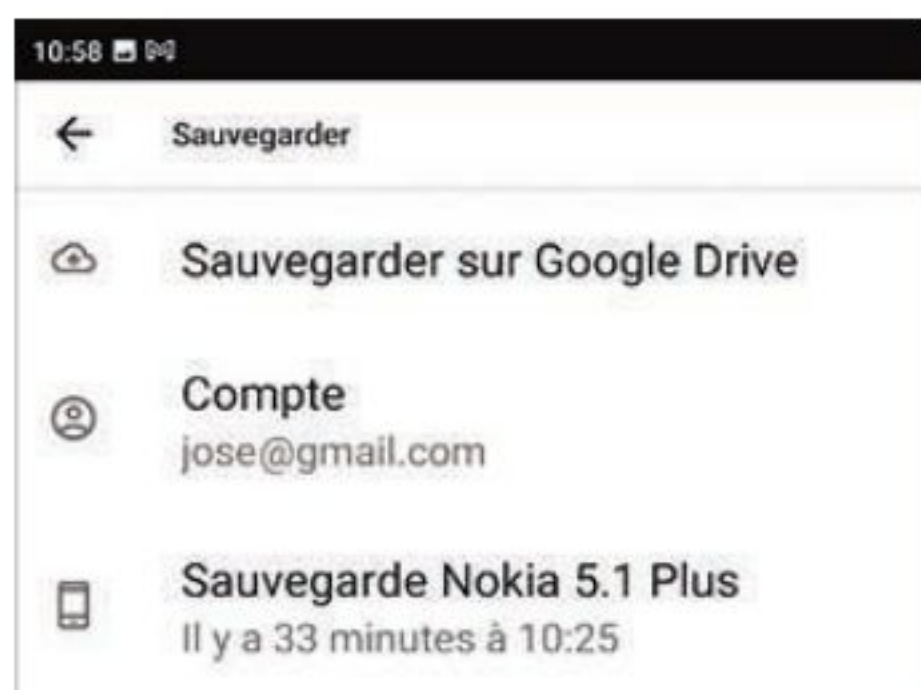 10:58
Sauvegarder
Sauvegarder sur Google Drive
Compte
jose@gmail.com
Sauvegarde Nokia 5.1 Plus
Il y a 33 minutes à 10:25